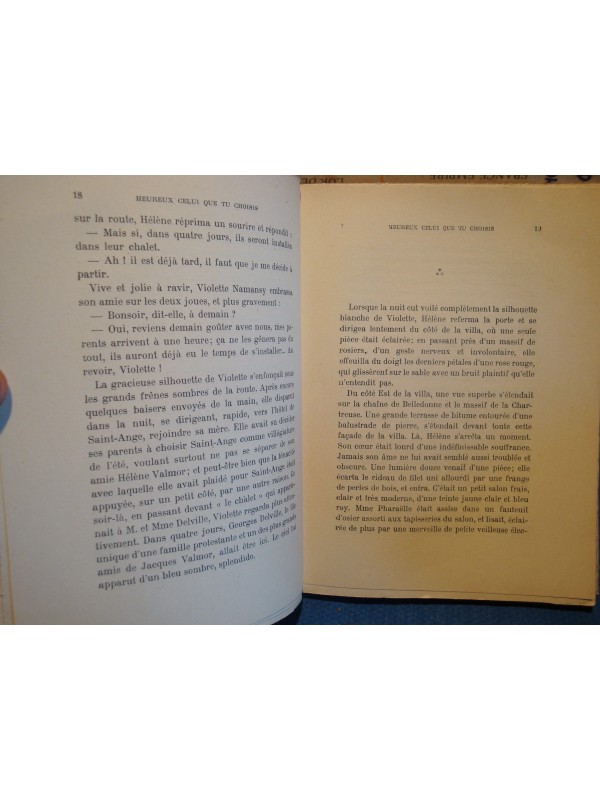 18
HEUREUX CELUI QUE TU CHOISIS
sur la route, Hélène réprima un sourire et répondit :
— Mais si, dans quatre jours, ils seront installés
dans leur chalet.
— Ah ! il est déjà tard, il faut que je me décide à
partir.
Vive et jolie à ravir, Violette Namansy embrassa
son amie sur les deux joues, et plus gravement :
— Bonsoir, dit-elle, à demain ?
— Oui, reviens demain goûter avec nous, mes pa-
rents arrivent à une heure; ça ne les gênera pas du
tout, ils auront déjà eu le temps de s'installer... Au
revoir, Violette !
La gracieuse silhouette de Violette s'enfonçait sous
les grands frênes sombres de la route. Après encore
quelques baisers envoyés de la main, elle disparut
dans la nuit, se dirigeant, rapide, vers l'Hôtel de
Saint-Ange, rejoindre sa mère. Elle avait su décider
ses parents à choisir Saint-Ange comme villégiature
de l'été, voulant surtout ne pas se séparer de son
amie Hélène Valmor; et peut-être bien que la ténacité
avec laquelle elle avait plaidé pour Saint-Ange était
appuyée, sur un petit côté, par une autre raison. Ce
soir-là, en passant devant « le chalet » qui apparte-
nait à M. et Mme Delville, Violette regarda plus atten-
tivement. Dans quatre jours, Georges Delville, le fils
unique d'une famille protestante et un des plus grands
amis de Jacques Valmor, allait être ici. Le ciel lui
apparut d'un bleu sombre, splendido.
HEUREUX CELUI QUE TU CHOISIS
19
⁂
Lorsque la nuit eut voilé complètement la silhouette
blanche de Violette, Hélène referma la porte et se
dirigea lentement du côté de la villa, où une seule
pièce était éclairée; en passant près d'un massif de
rosiers, d'un geste nerveux et involontaire, elle
effeuilla du doigt les derniers pétales d'une rose rouge,
qui glissèrent sur le sable avec un bruit plaintif qu'elle
n'entendit pas.
Du côté Est de la villa, une vue superbe s'étendait
sur la chaîne de Belledonne et le massif de la Char-
treuse. Une grande terrasse de bitume entourée d'une
balustrade de pierre, s'étendait devant toute cette
façade de la villa. Là, Hélène s'arrêta un moment.
Son cœur était lourd d'une indéfinissable souffrance.
Jamais son âme ne lui avait semblé aussi troublée et
obscure. Une lumière douce venait d'une pièce; elle
écarta le rideau de filet uni alourdi par une frange
de perles de bois, et entra. C'était un petit salon frais,
clair et très moderne, d'une teinte jaune clair et bleu
roy. Mme Pharaëlle était assise dans un fauteuil
d'osier assorti aux tapisseries du salon, et lisait, éclai-
rée de plus par une merveille de petite veilleuse élec-